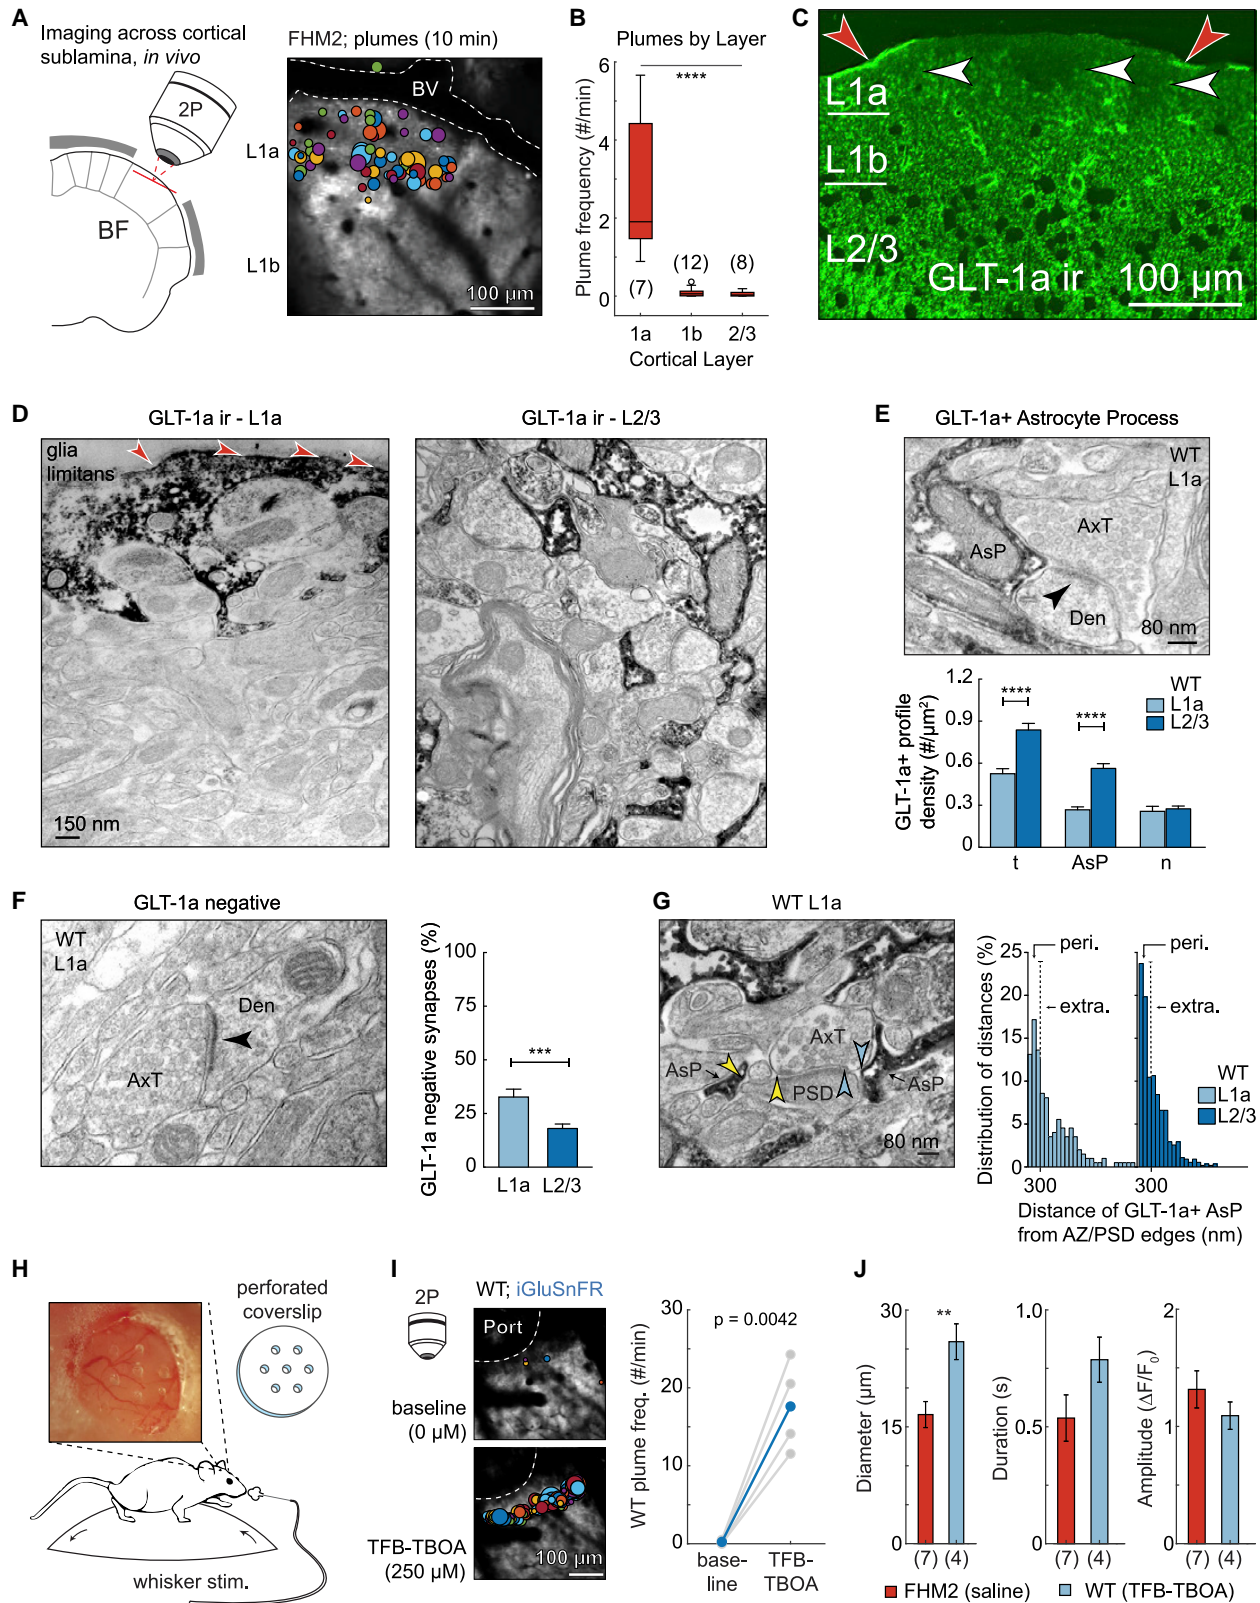 A
Imaging across cortical
sublamina, in vivo
2P
BF
FHM2; plumes (10 min)
BV
L1a
L1b
100 µm
B
Plumes by Layer
****
Plume frequency (#/min)
6
4
2
0
(7)
(12)
(8)
1a
1b
2/3
Cortical Layer
C
L1a
L1b
L2/3
GLT-1a ir
100 µm
D
GLT-1a ir - L1a
GLT-1a ir - L2/3
glia
limitans
150 nm
E
GLT-1a+ Astrocyte Process
WT
L1a
AxT
AsP
Den
80 nm
GLT-1a+ profile
density (#/µm²)
1.2
0.9
0.6
0.3
0
****
****
WT
L1a
L2/3
t
AsP
n
F
GLT-1a negative
WT
L1a
Den
AxT
GLT-1a negative synapses (%)
100
75
50
25
0
***
L1a
L2/3
G
WT L1a
AxT
AsP
PSD
AsP
80 nm
Distribution of distances (%)
25
20
15
10
5
0
peri.
extra.
peri.
extra.
WT
L1a
L2/3
300
300
Distance of GLT-1a+ AsP
from AZ/PSD edges (nm)
H
perforated
coverslip
whisker stim.
I
2P
WT; iGluSnFR
Port
baseline
(0 µM)
TFB-TBOA
(250 µM)
100 µm
WT plume freq. (#/min)
30
20
10
0
p = 0.0042
base-
line
TFB-
TBOA
J
Diameter (µm)
30
15
0
**
(7)
(4)
Duration (s)
1.0
0.5
0
(7)
(4)
Amplitude (ΔF/F₀)
2
1
0
(7)
(4)
FHM2 (saline)
WT (TFB-TBOA)